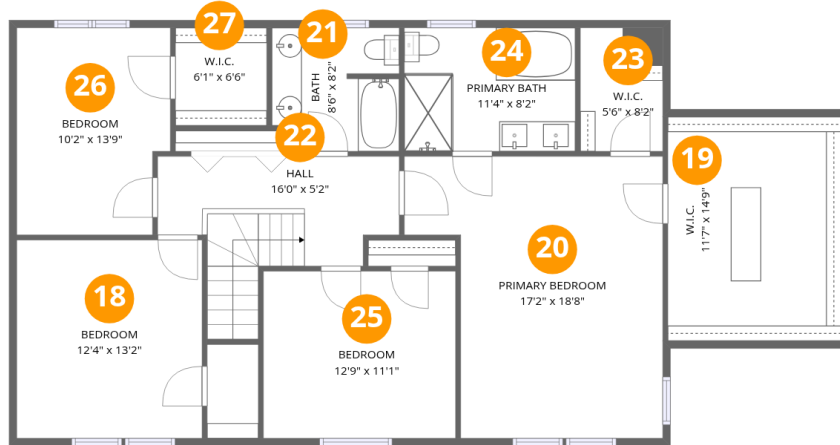 27
W.I.C.
6'1" x 6'6"
21
BATH
8'6" x 8'2"
24
PRIMARY BATH
11'4" x 8'2"
23
W.I.C.
5'6" x 8'2"
26
BEDROOM
10'2" x 13'9"
22
HALL
16'0" x 5'2"
19
W.I.C.
11'7" x 14'9"
20
PRIMARY BEDROOM
17'2" x 18'8"
18
BEDROOM
12'4" x 13'2"
25
BEDROOM
12'9" x 11'1"